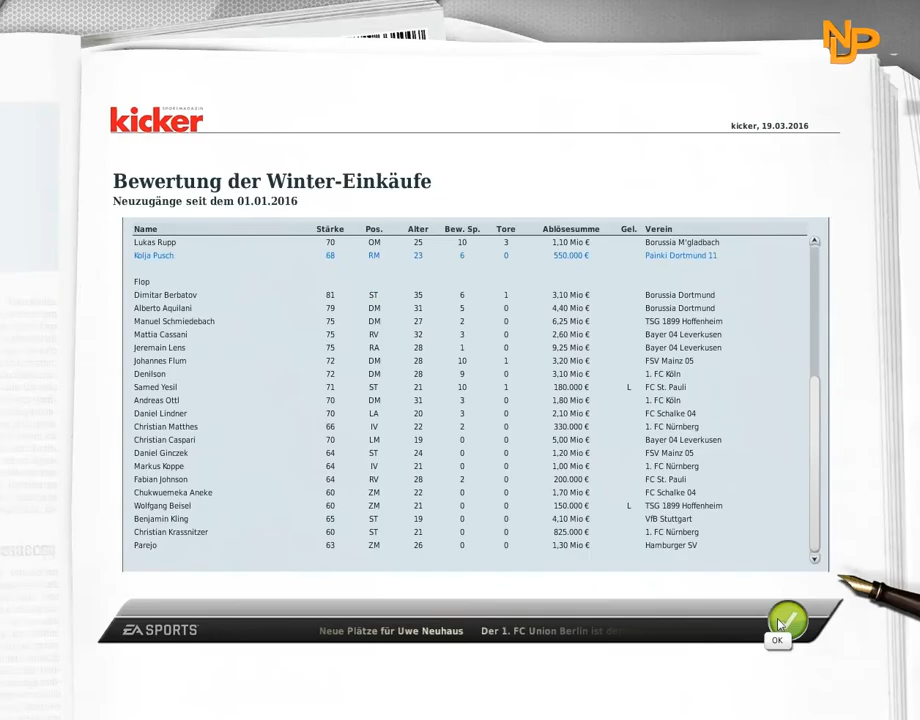 NDP
kicker
SPORTMAGAZIN
kicker, 19.03.2016
Bewertung der Winter-Einkäufe
Neuzugänge seit dem 01.01.2016
Name Stärke Pos. Alter Bew. Sp. Tore Ablösesumme Gel. Verein
Lukas Rupp 70 OM 25 10 3 1,10 Mio € Borussia M'gladbach
Kolja Pusch 68 RM 23 6 0 550.000 € Painki Dortmund 11
Flop
Dimitar Berbatov 81 ST 35 6 1 3,10 Mio € Borussia Dortmund
Alberto Aquilani 79 DM 31 5 0 4,40 Mio € Borussia Dortmund
Manuel Schmiedebach 75 DM 27 2 0 6,25 Mio € TSG 1899 Hoffenheim
Mattia Cassani 75 RV 32 3 0 2,60 Mio € Bayer 04 Leverkusen
Jeremain Lens 75 RA 28 1 0 9,25 Mio € Bayer 04 Leverkusen
Johannes Flum 72 DM 28 10 1 3,20 Mio € FSV Mainz 05
Denilson 72 DM 28 9 0 3,10 Mio € 1. FC Köln
Samed Yesil 71 ST 21 10 1 180.000 € L FC St. Pauli
Andreas Ottl 70 DM 31 3 0 1,80 Mio € 1. FC Köln
Daniel Lindner 70 LA 20 3 0 2,10 Mio € FC Schalke 04
Christian Matthes 66 IV 22 2 0 330.000 € 1. FC Nürnberg
Christian Caspari 70 LM 19 0 0 5,00 Mio € Bayer 04 Leverkusen
Daniel Ginczek 64 ST 24 0 0 1,20 Mio € FSV Mainz 05
Markus Koppe 64 IV 21 0 0 1,00 Mio € 1. FC Nürnberg
Fabian Johnson 64 RV 28 2 0 200.000 € FC St. Pauli
Chukwuemeka Aneke 60 ZM 22 0 0 1,70 Mio € FC Schalke 04
Wolfgang Beisel 60 ZM 21 0 0 150.000 € L TSG 1899 Hoffenheim
Benjamin Kling 65 ST 19 0 0 4,10 Mio € VfB Stuttgart
Christian Krassnitzer 60 ST 21 0 0 825.000 € 1. FC Nürnberg
Parejo 63 ZM 26 0 0 1,30 Mio € Hamburger SV
EA SPORTS Neue Plätze für Uwe Neuhaus Der 1. FC Union Berlin ist
OK